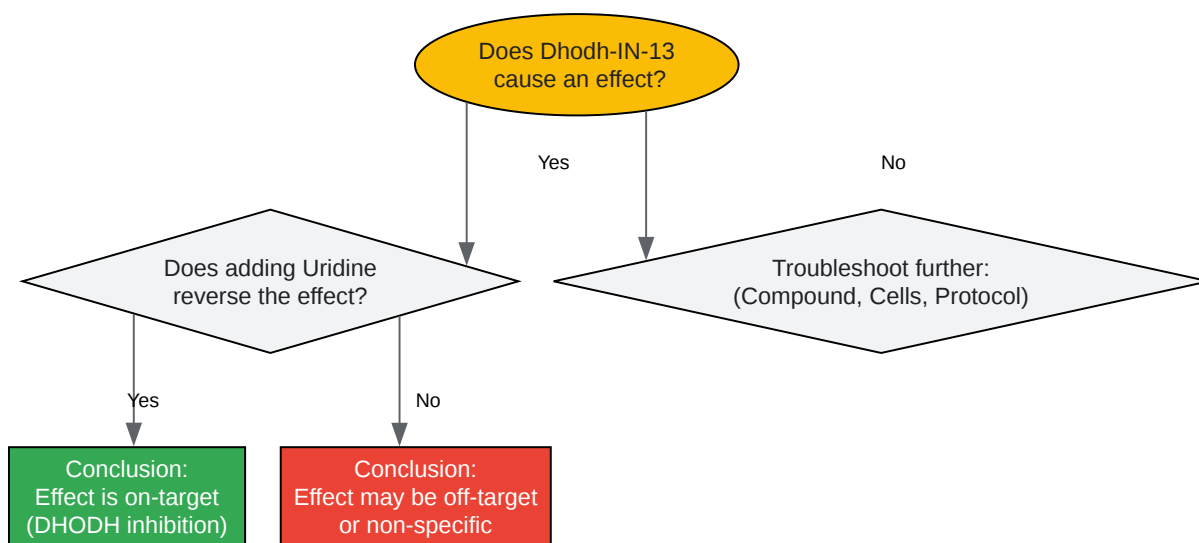 Does Dhodh-IN-13
cause an effect?
Yes
No
Does adding Uridine
reverse the effect?
Troubleshoot further:
(Compound, Cells, Protocol)
Yes
No
Conclusion:
Effect is on-target
(DHODH inhibition)
Conclusion:
Effect may be off-target
or non-specific